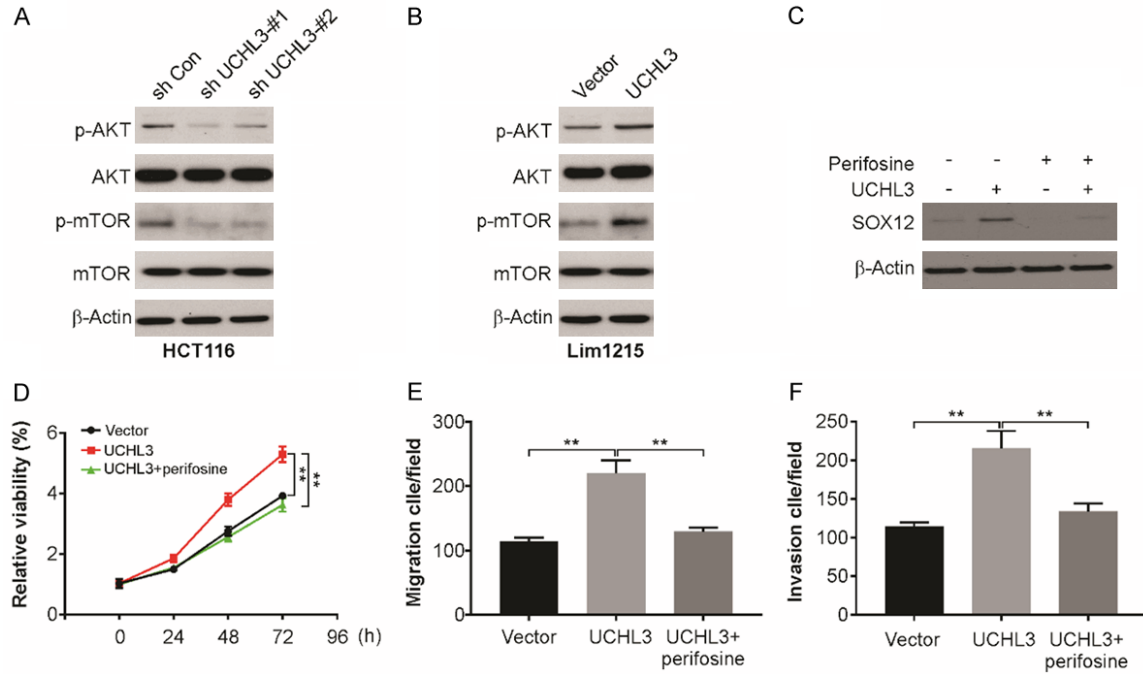 A
sh Con
sh UCHL3-#1
sh UCHL3-#2
p-AKT
AKT
p-mTOR
mTOR
β-Actin
HCT116
B
Vector
UCHL3
p-AKT
AKT
p-mTOR
mTOR
β-Actin
Lim1215
C
Perifosine - - + +
UCHL3 - + - +
SOX12
β-Actin
D
Relative viability (%)
6
4
2
0
Vector
UCHL3
UCHL3+perifosine
**
**
0 24 48 72 96 (h)
E
Migration clle/field
300
200
100
0
** **
Vector UCHL3 UCHL3+
perifosine
F
Invasion clle/field
250
200
150
100
50
0
** **
Vector UCHL3 UCHL3+
perifosine